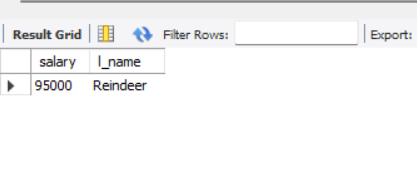 Result Grid Filter Rows: Export:
salary l_name
95000 Reindeer